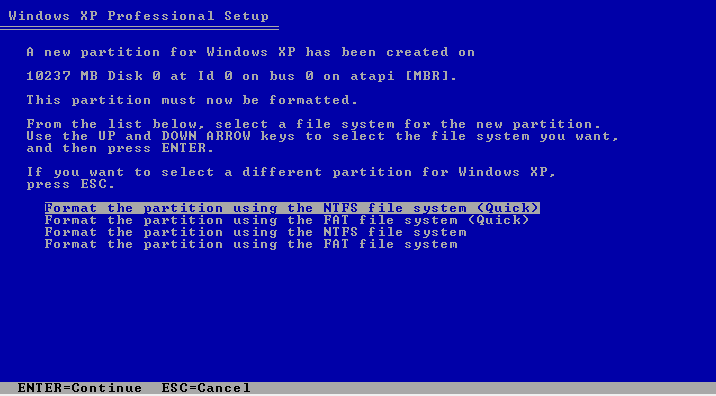 Windows XP Professional Setup
A new partition for Windows XP has been created on
10237 MB Disk 0 at Id 0 on bus 0 on atapi [MBR].
This partition must now be formatted.
From the list below, select a file system for the new partition.
Use the UP and DOWN ARROW keys to select the file system you want,
and then press ENTER.
If you want to select a different partition for Windows XP,
press ESC.
Format the partition using the NTFS file system (Quick)
Format the partition using the FAT file system (Quick)
Format the partition using the NTFS file system
Format the partition using the FAT file system
ENTER=Continue ESC=Cancel